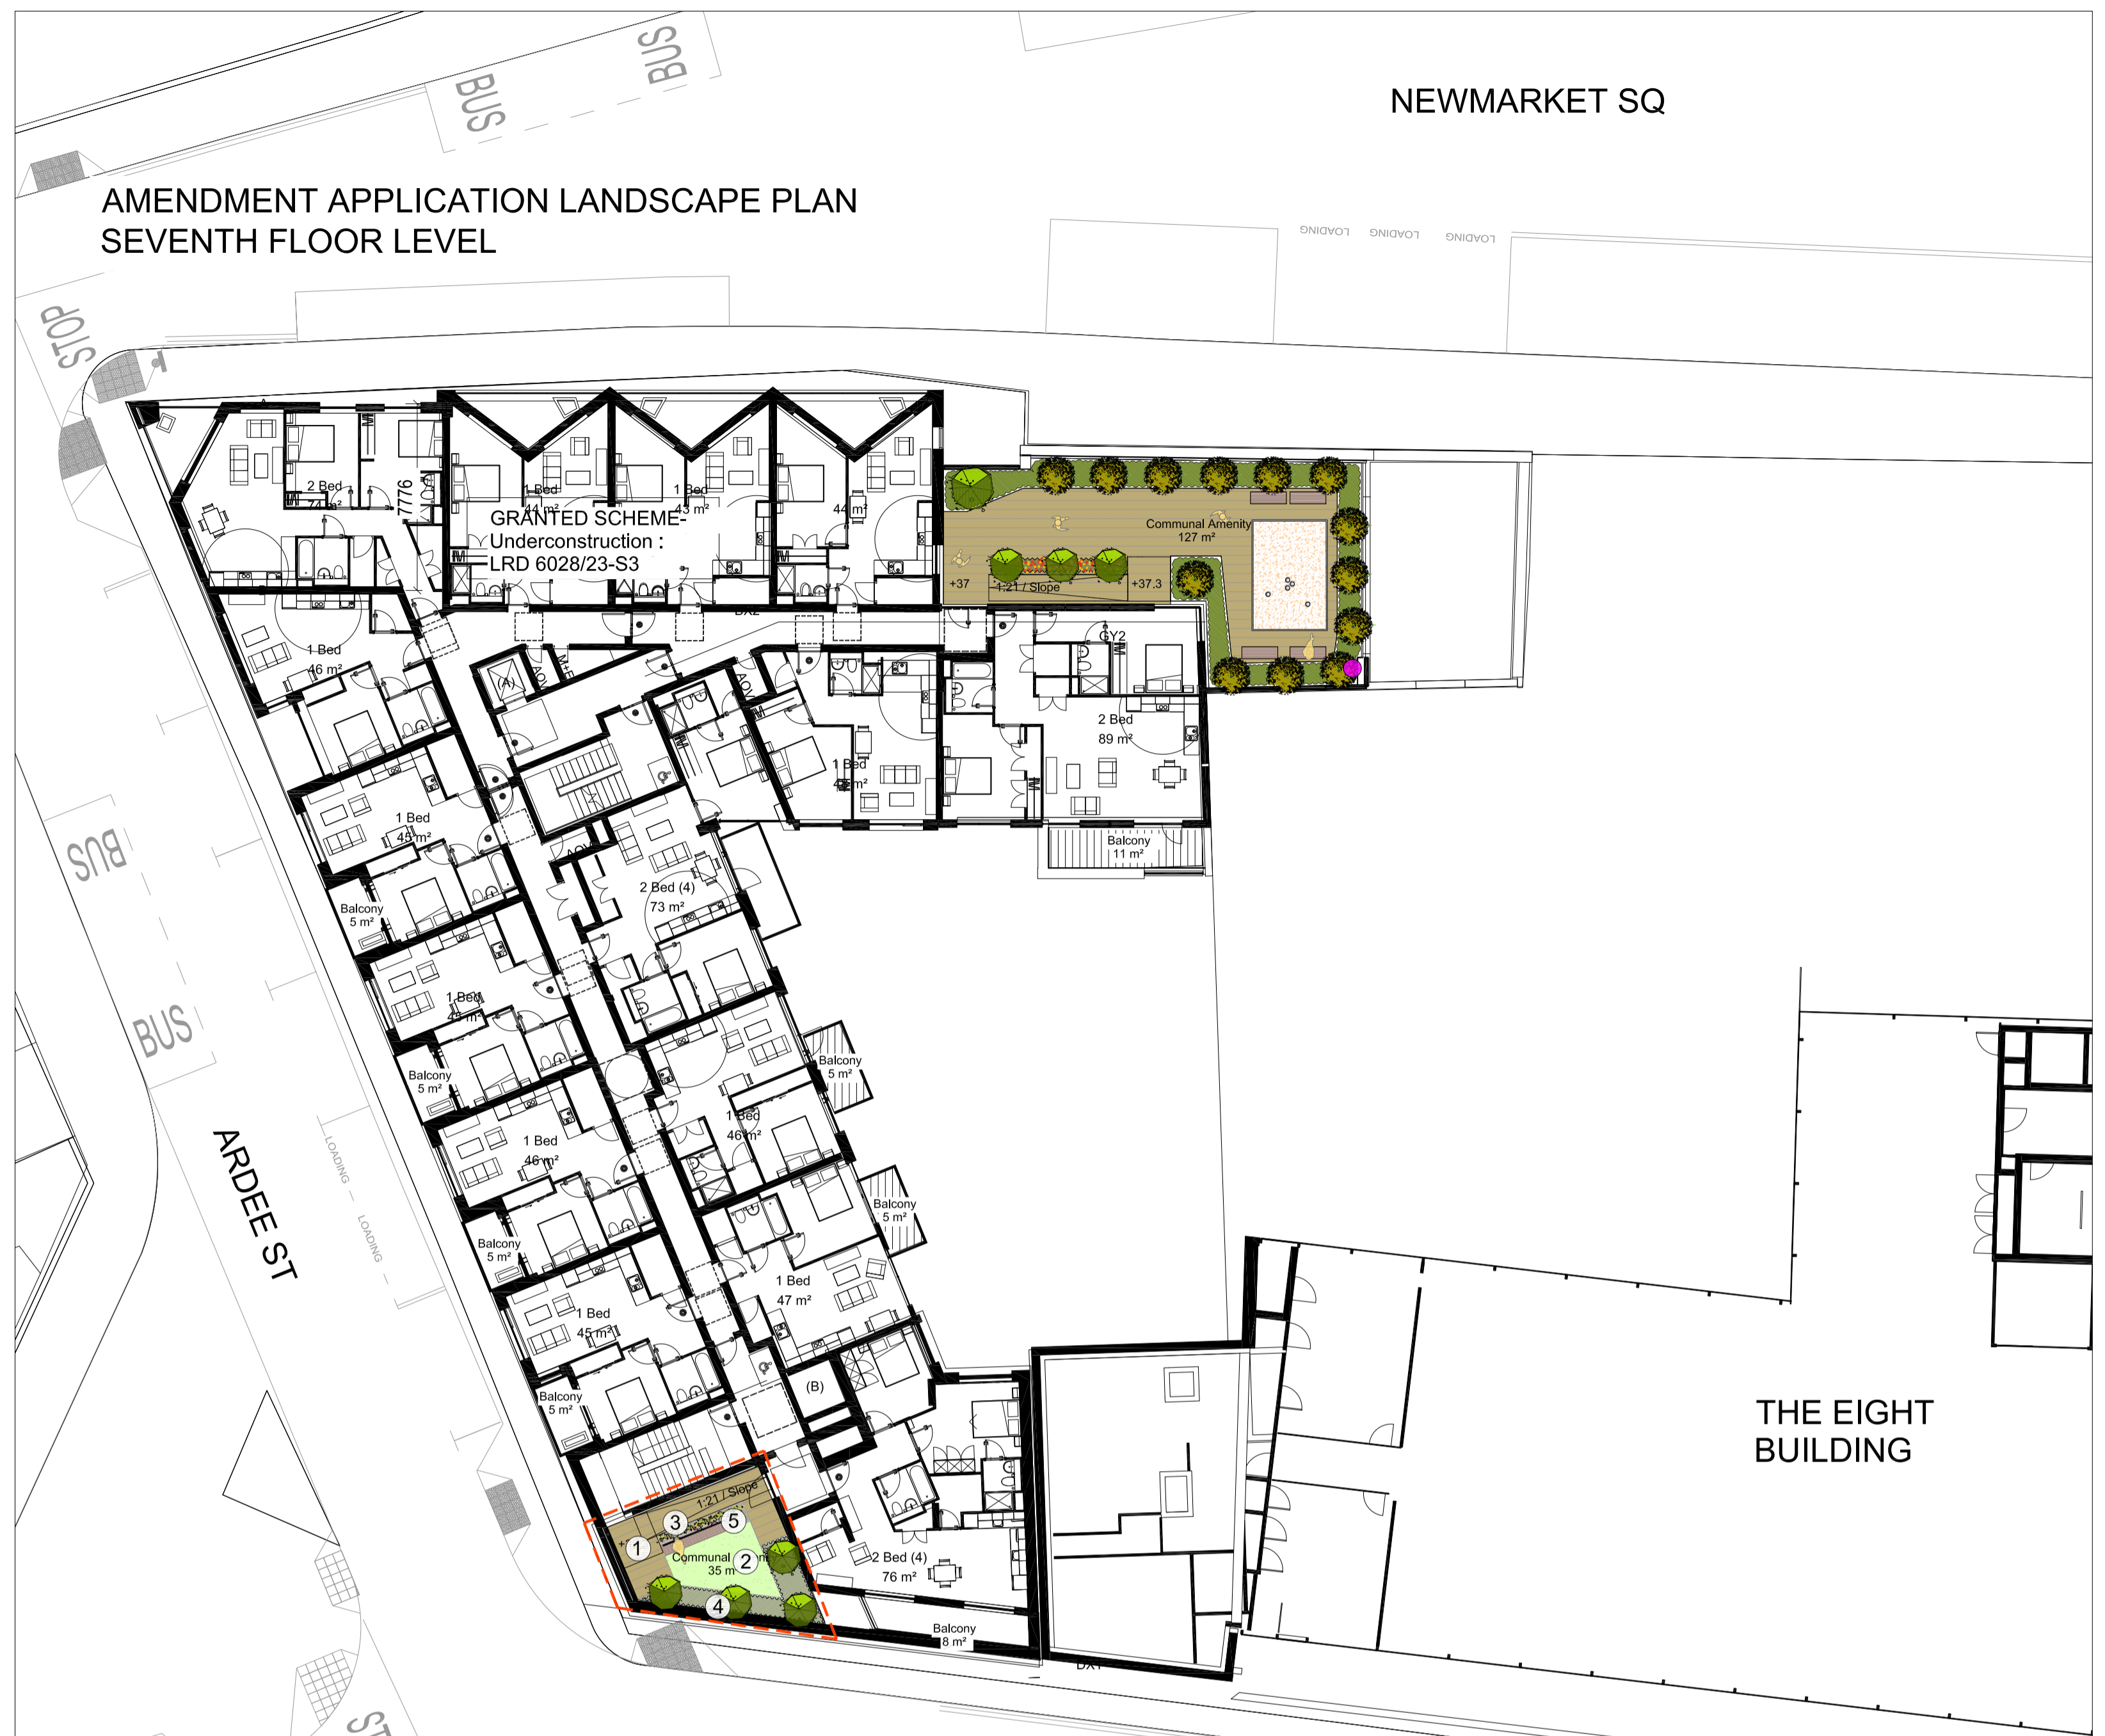 BUS
BUS
NEWMARKET SQ
AMENDMENT APPLICATION LANDSCAPE PLAN
SEVENTH FLOOR LEVEL
LOADING
LOADING
LOADING
STOP
2 Bed
74 m²
7776
1 Bed
44 m²
1 Bed
43 m²
44 m²
GRANTED SCHEME-
Underconstruction :
LRD 6028/23-S3
Communal Amenity
127 m²
+37
1:21 / Slope
+37.3
GY2
1 Bed
46 m²
(A)
AOV
AOV
2 Bed
89 m²
1 Bed
Balcony
11 m²
1 Bed
45 m²
BUS
Balcony
5 m²
2 Bed (4)
73 m²
1 Bed
45 m²
BUS
Balcony
5 m²
Balcony
5 m²
1 Bed
46 m²
1 Bed
46 m²
ARDEE ST
LOADING
LOADING
Balcony
5 m²
Balcony
5 m²
1 Bed
47 m²
1 Bed
45 m²
(B)
Balcony
5 m²
THE EIGHT
BUILDING
1:21 / Slope
3
5
1
Communal
2
35 m
4
2 Bed (4)
76 m²
Balcony
8 m²